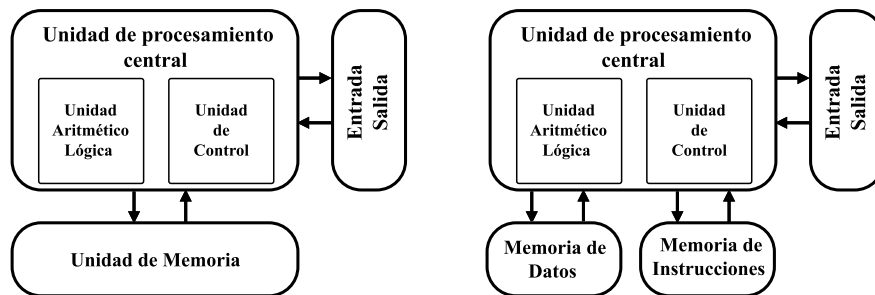 Unidad de procesamiento
central
Unidad
Aritmético
Lógica
Unidad
de
Control
Entrada
Salida
Unidad de Memoria
Unidad de procesamiento
central
Unidad
Aritmético
Lógica
Unidad
de
Control
Entrada
Salida
Memoria de
Datos
Memoria de
Instrucciones